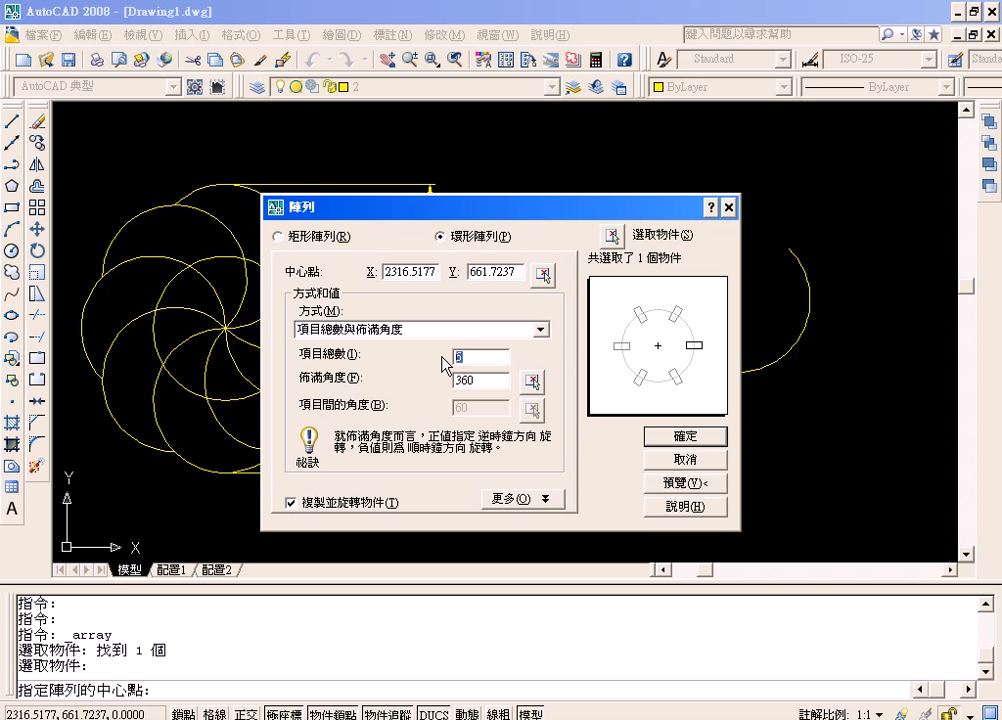 AutoCAD 2008 - [Drawing1.dwg]
檔案(F) 編輯(E) 檢視(V) 插入(I) 格式(O) 工具(T) 繪圖(D) 標註(N) 修改(M) 視窗(W) 說明(H) 鍵入問題以尋求幫助
Standard ISO-25 Standa
AutoCAD 典型 2 ByLayer ByLayer
陣列
矩形陣列(R) 環形陣列(P) 選取物件(S)
共選取了 1 個物件
中心點: X: 2316.5177 Y: 661.7237
方式和值
方式(M):
項目總數與佈滿角度
項目總數(I):
佈滿角度(F): 360
項目間的角度(B): 60
就佈滿角度而言，正值指定 逆時鐘方向 旋
轉，負值則為 順時鐘方向 旋轉。
祕訣
確定
取消
預覽(V)<
說明(H)
複製並旋轉物件(T) 更多(O)
Y
X
模型 配置1 配置2
指令:
指令:
指令: _array
選取物件: 找到 1 個
選取物件:
指定陣列的中心點:
2316.5177, 661.7237, 0.0000 鎖點 格線 正交 極座標 物件鎖點 物件追蹤 DUCS 動態 線粗 模型 註解比例: 1:1
A
A